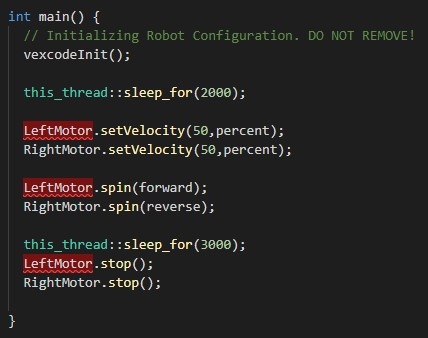 int main() {
// Initializing Robot Configuration. DO NOT REMOVE!
vexcodeInit();
this_thread::sleep_for(2000);
LeftMotor.setVelocity(50,percent);
RightMotor.setVelocity(50,percent);
LeftMotor.spin(forward);
RightMotor.spin(reverse);
this_thread::sleep_for(3000);
LeftMotor.stop();
RightMotor.stop();
}